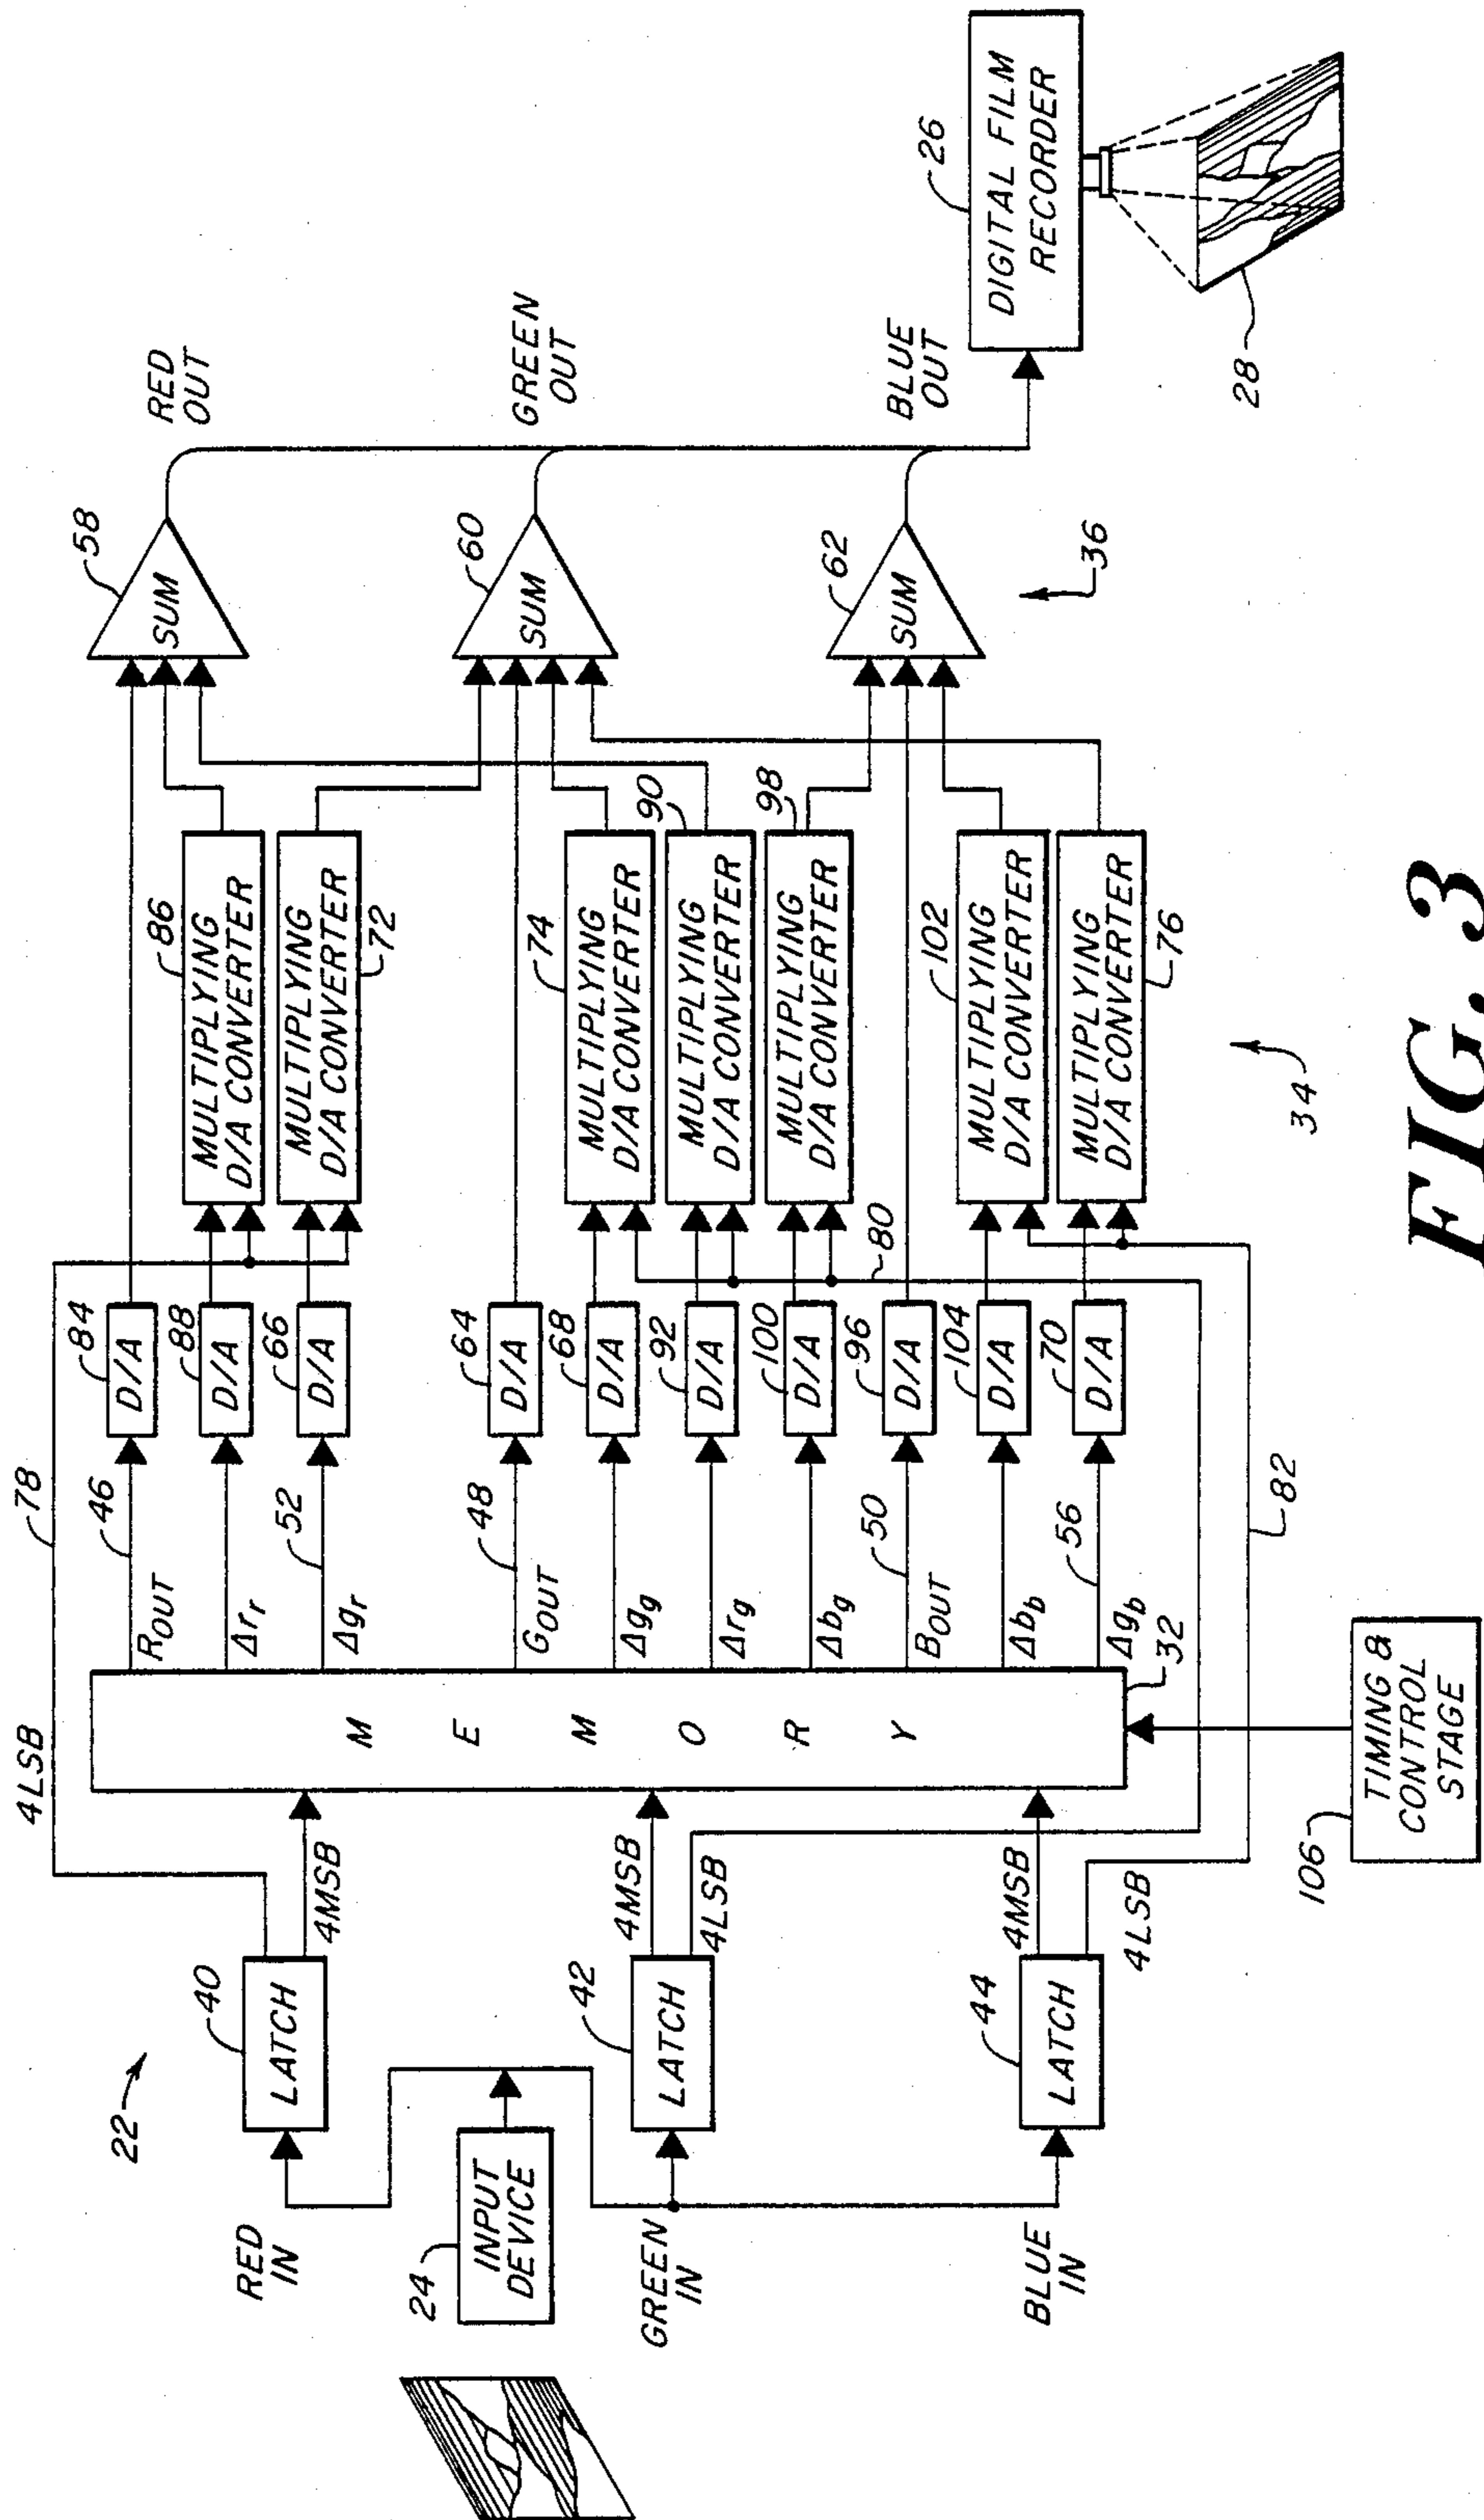 22
RED
IN
24
INPUT
DEVICE
GREEN
IN
BLUE
IN
40
LATCH
42
LATCH
44
LATCH
4LSB
4MSB
4MSB
4LSB
4MSB
4LSB
78
MEMORY
32
106
TIMING &
CONTROL
STAGE
ROUT
46
Δrr
Δgr
52
GOUT
48
Δgg
Δrg
Δbg
BOUT
50
Δbb
Δgb
56
82
84
D/A
88
D/A
66
D/A
64
D/A
68
D/A
92
D/A
100
D/A
96
D/A
104
D/A
70
D/A
80
86
MULTIPLYING
D/A CONVERTER
MULTIPLYING
D/A CONVERTER
72
74
MULTIPLYING
D/A CONVERTER
90
MULTIPLYING
D/A CONVERTER
98
MULTIPLYING
D/A CONVERTER
102
MULTIPLYING
D/A CONVERTER
MULTIPLYING
D/A CONVERTER
76
34
58
SUM
60
SUM
62
SUM
36
RED
OUT
GREEN
OUT
BLUE
OUT
26
DIGITAL FILM
RECORDER
28
FIG. 3